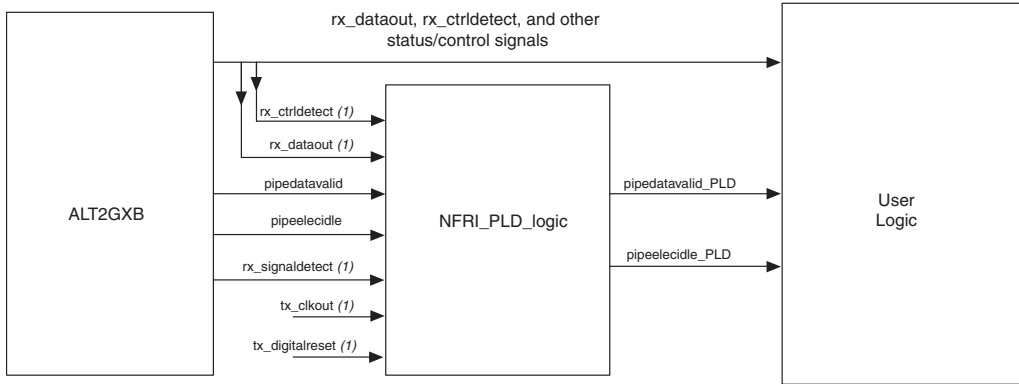 rx_dataout, rx_ctrldetect, and other
status/control signals
rx_ctrldetect (1)
rx_dataout (1)
pipedatavalid
pipeelecidle
rx_signaldetect (1)
tx_clkout (1)
tx_digitalreset (1)
ALT2GXB
NFRI_PLD_logic
pipedatavalid_PLD
pipeelecidle_PLD
User
Logic